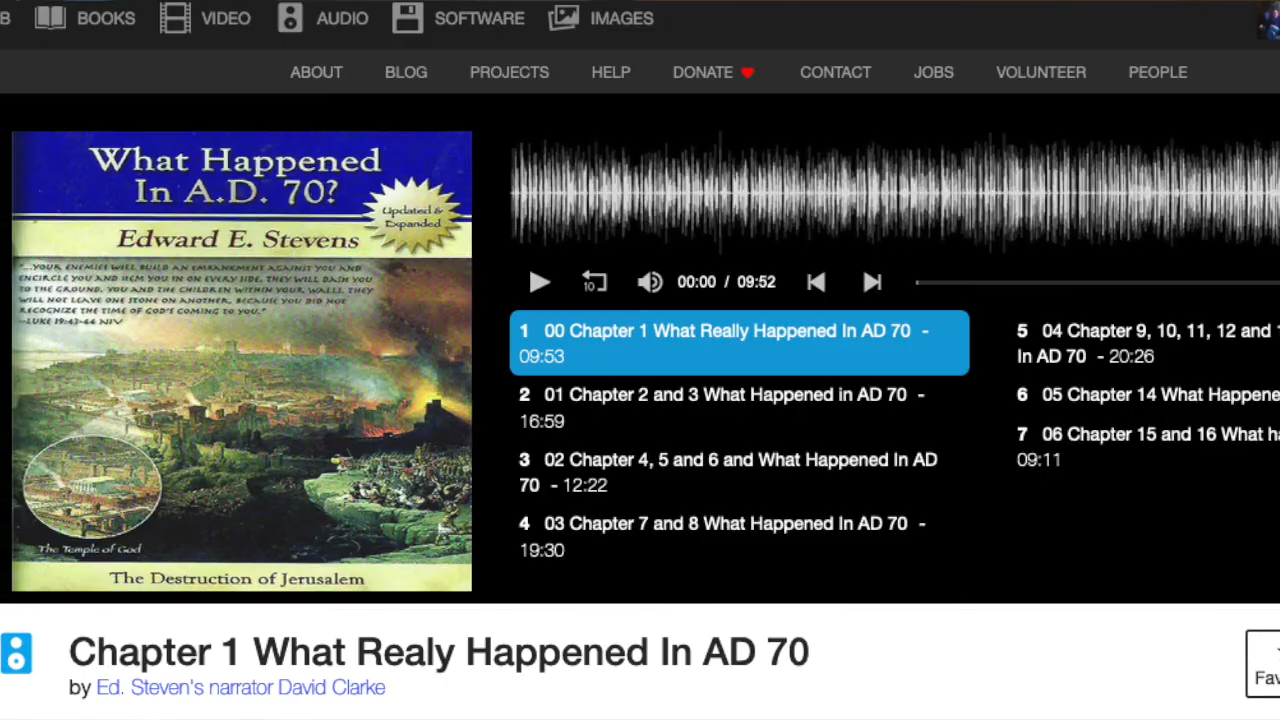 B BOOKS VIDEO AUDIO SOFTWARE IMAGES
ABOUT BLOG PROJECTS HELP DONATE CONTACT JOBS VOLUNTEER PEOPLE
What Happened
In A.D. 70?
Updated &
Expanded
Edward E. Stevens
"...YOUR ENEMIES WILL BUILD AN EMBANKMENT AGAINST YOU AND
ENCIRCLE YOU AND HEM YOU IN ON EVERY SIDE. THEY WILL DASH YOU
TO THE GROUND, YOU AND THE CHILDREN WITHIN YOUR WALLS. THEY
WILL NOT LEAVE ONE STONE ON ANOTHER, BECAUSE YOU DID NOT
RECOGNIZE THE TIME OF GOD'S COMING TO YOU."
–LUKE 19:43-44 NIV
The Temple of God
The Destruction of Jerusalem
10 00:00 / 09:52
1 00 Chapter 1 What Really Happened In AD 70 -
09:53
2 01 Chapter 2 and 3 What Happened in AD 70 -
16:59
3 02 Chapter 4, 5 and 6 and What Happened In AD
70 - 12:22
4 03 Chapter 7 and 8 What Happened In AD 70 -
19:30
5 04 Chapter 9, 10, 11, 12 and
In AD 70 - 20:26
6 05 Chapter 14 What Happene
7 06 Chapter 15 and 16 What ha
09:11
Chapter 1 What Realy Happened In AD 70
by Ed. Steven's narrator David Clarke
Fav